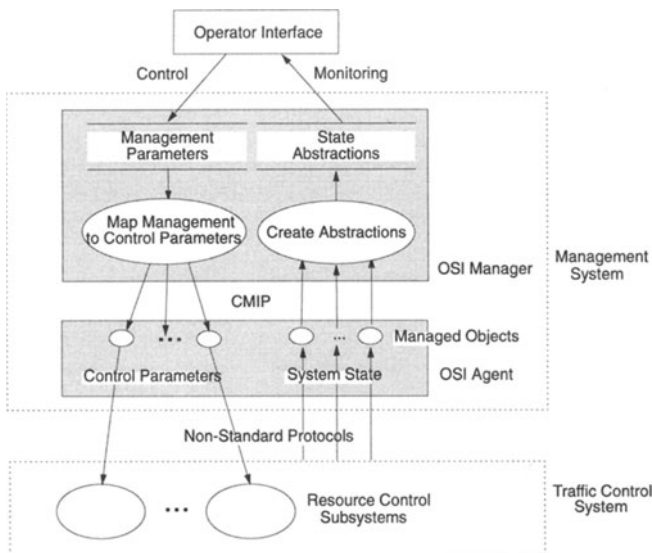 Operator Interface
Control
Monitoring
Management
Parameters
State
Abstractions
Map Management
to Control Parameters
Create Abstractions
OSI Manager
Management
System
CMIP
Managed Objects
Control Parameters
System State
OSI Agent
Non-Standard Protocols
Resource Control
Subsystems
Traffic Control
System